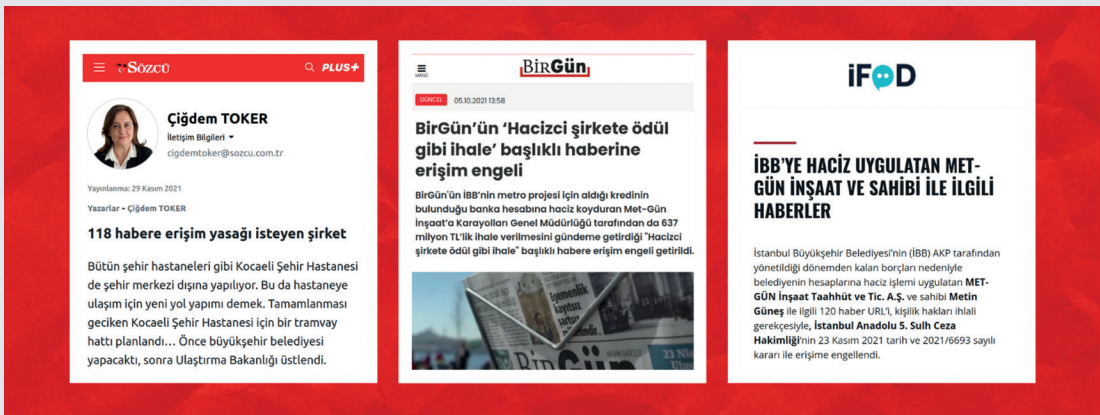 SÖZCÜ
PLUS+
Çiğdem TOKER
İletişim Bilgileri
cigdemtoker@sozcu.com.tr
Yayınlanma: 29 Kasım 2021
Yazarlar - Çiğdem TOKER
118 habere erişim yasağı isteyen şirket
Bütün şehir hastaneleri gibi Kocaeli Şehir Hastanesi
de şehir merkezi dışına yapılıyor. Bu da hastaneye
ulaşım için yeni yol yapımı demek. Tamamlanması
geciken Kocaeli Şehir Hastanesi için bir tramvay
hattı planlandı... Önce büyükşehir belediyesi
yapacaktı, sonra Ulaştırma Bakanlığı üstlendi.
MENÜ
BirGün
GÜNCEL
05.10.2021 13:58
BirGün'ün ‘Hacizci şirkete ödül
gibi ihale’ başlıklı haberine
erişim engeli
BirGün'ün İBB'nin metro projesi için aldığı kredinin
bulunduğu banka hesabına haciz koyduran Met-Gün
İnşaat'a Karayolları Genel Müdürlüğü tarafından da 637
milyon TL'lik ihale verilmesini gündeme getirdiği "Hacizci
şirkete ödül gibi ihale" başlıklı habere erişim engeli getirildi.
Egemenlik
kayıtsız
şartsız
BirGün
iFOD
İBB'YE HACİZ UYGULATAN MET-
GÜN İNŞAAT VE SAHİBİ İLE İLGİLİ
HABERLER
İstanbul Büyükşehir Belediyesi'nin (İBB) AKP tarafından
yönetildiği dönemden kalan borçları nedeniyle
belediyenin hesaplarına haciz işlemi uygulatan MET-
GÜN İnşaat Taahhüt ve Tic. A.Ş. ve sahibi Metin
Güneş ile ilgili 120 haber URL'i, kişilik hakları ihlali
gerekçesiyle, İstanbul Anadolu 5. Sulh Ceza
Hakimliği'nin 23 Kasım 2021 tarih ve 2021/6693 sayılı
kararı ile erişime engellendi.